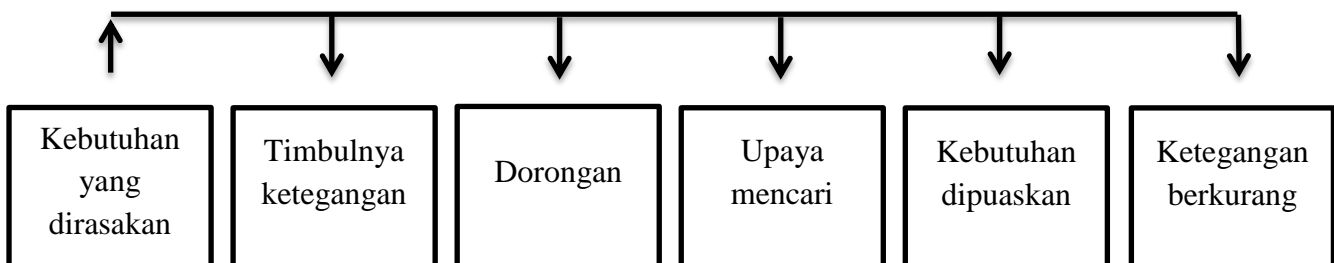 Kebutuhan
yang
dirasakan
Timbulnya
ketegangan
Dorongan
Upaya
mencari
Kebutuhan
dipuaskan
Ketegangan
berkurang